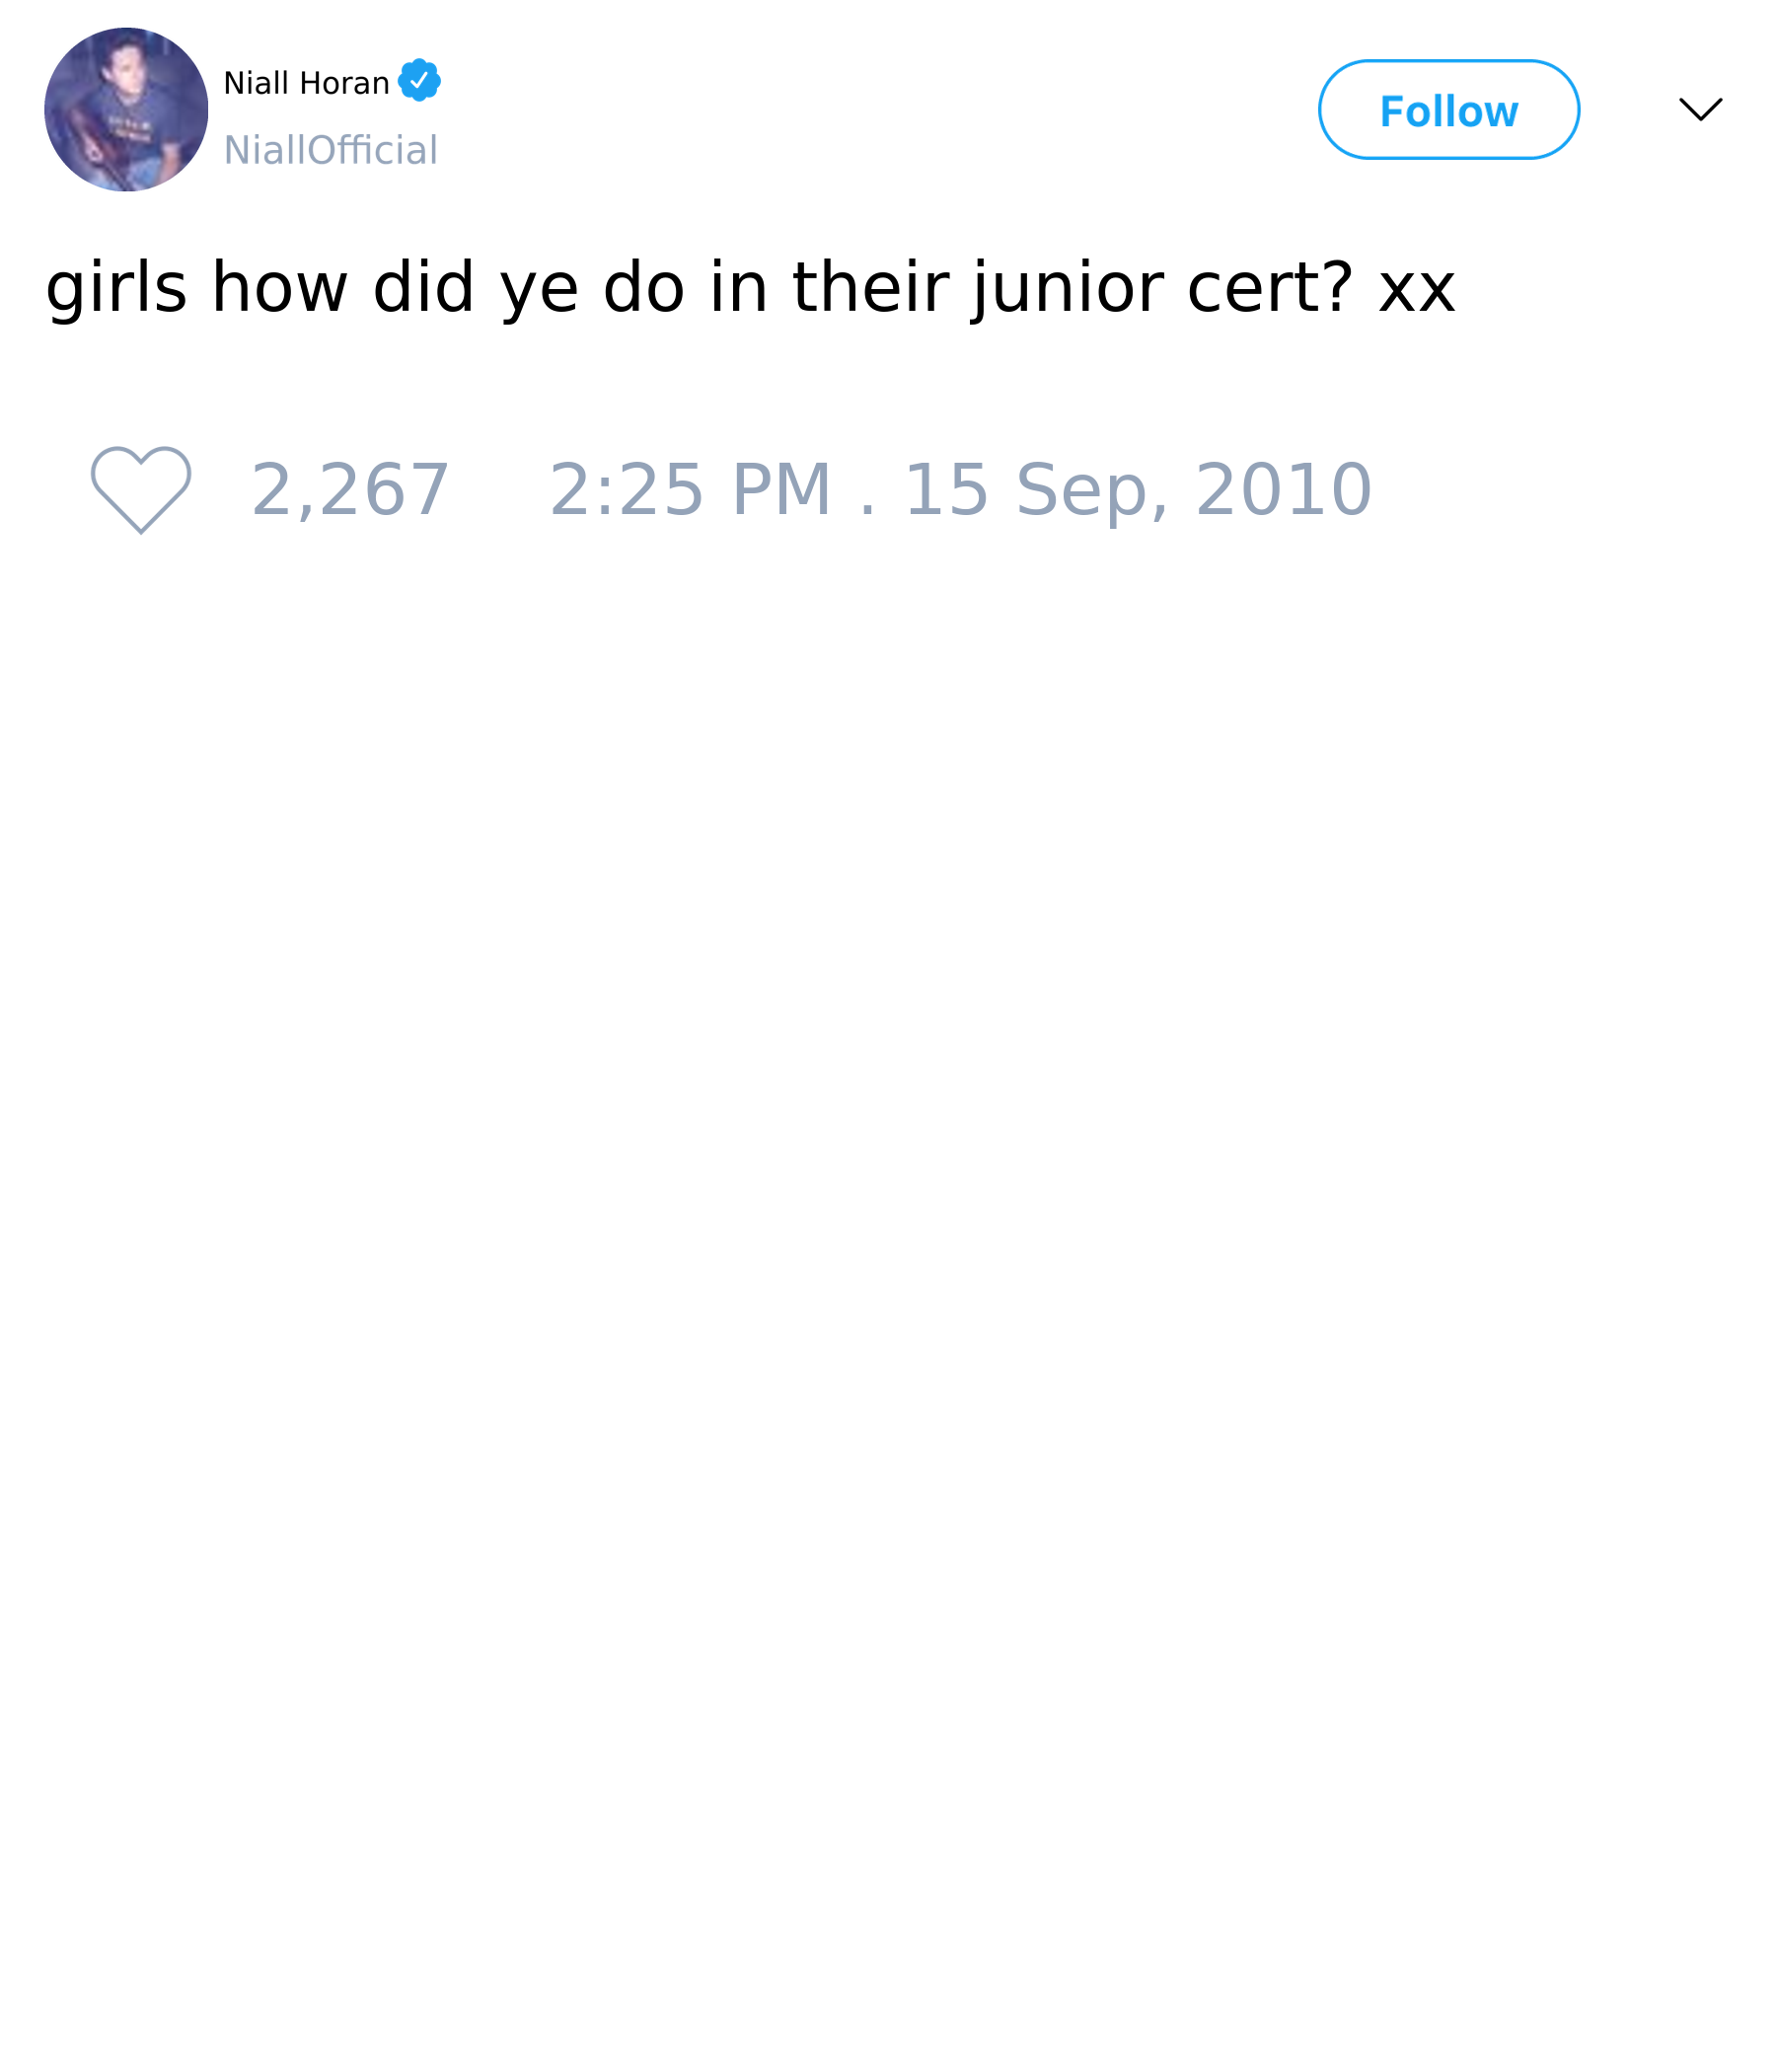 Niall Horan
NiallOfficial
Follow
girls how did ye do in their junior cert? xx
2,267 2:25 PM . 15 Sep, 2010